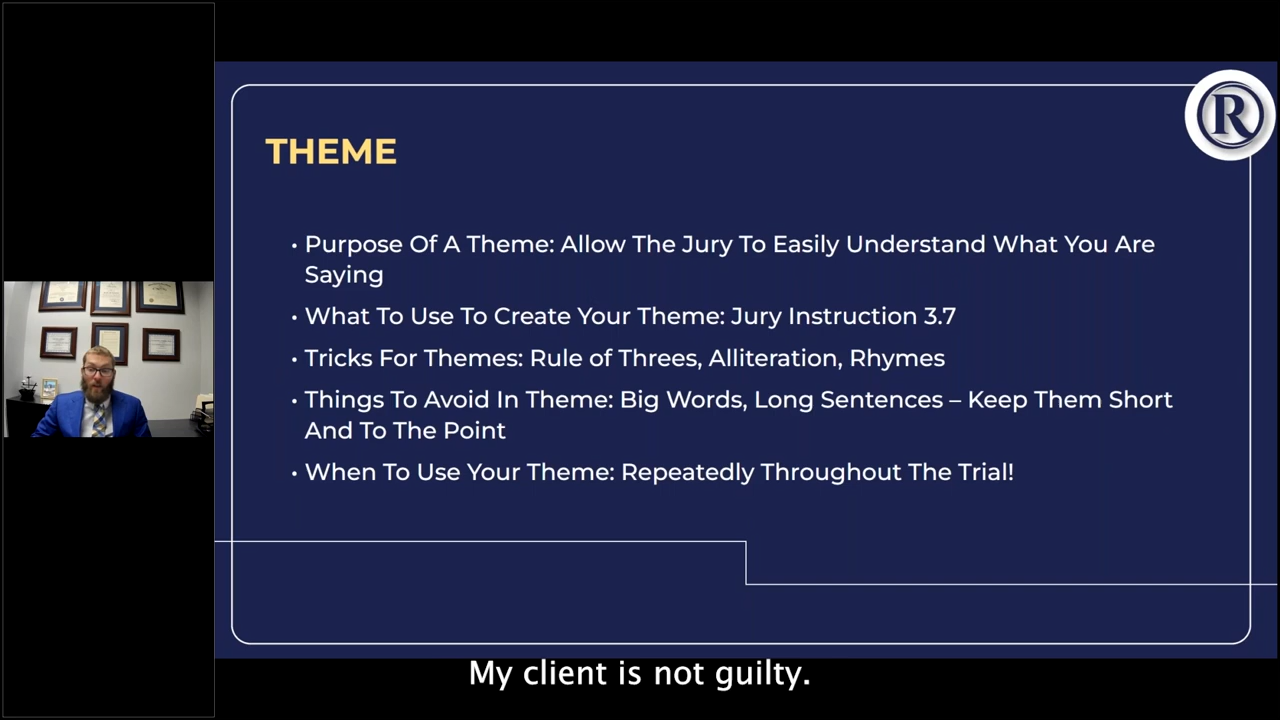 R
THEME
• Purpose Of A Theme: Allow The Jury To Easily Understand What You Are
Saying
• What To Use To Create Your Theme: Jury Instruction 3.7
• Tricks For Themes: Rule of Threes, Alliteration, Rhymes
• Things To Avoid In Theme: Big Words, Long Sentences – Keep Them Short
And To The Point
• When To Use Your Theme: Repeatedly Throughout The Trial!
My client is not guilty.